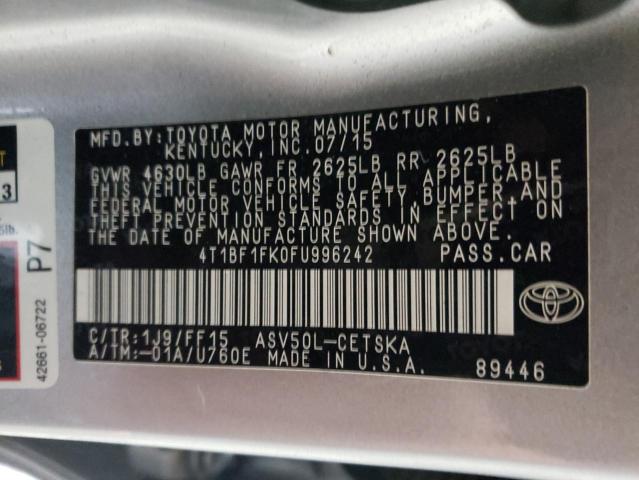 MFD.BY:TOYOTA MOTOR MANUFACTURING,
KENTUCKY,INC.07/15
GVWR 4630LB GAWR FR 2625LB RR 2625LB
THIS VEHICLE CONFORMS TO ALL APPLICABLE
FEDERAL MOTOR VEHICLE SAFETY,BUMPER,AND
THEFT PREVENTION STANDARDS IN EFFECT ON
THE DATE OF MANUFACTURE SHOWN ABOVE.
4T1BF1FK0FU996242 PASS.CAR
C/TR:1J9/FF15 ASV50L-CETSKA
A/TM:-01A/U760E MADE IN U.S.A.
89446
TOYOTA
P7
42661-06722
3